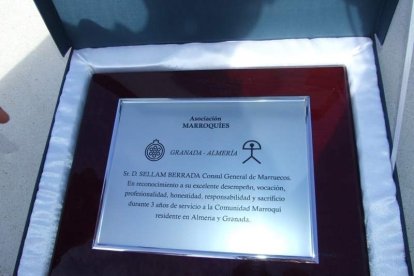 Asociación
MARROQUÍES
GRANADA - ALMERÍA
Sr. D. SELLAM BERRADA Consul General de Marruecos.
En reconocimiento a su excelente desempeño, vocación,
profesionalidad, honestidad, responsabilidad y sacrificio
durante 3 años de servicio a la Comunidad Marroquí
residente en Almería y Granada.